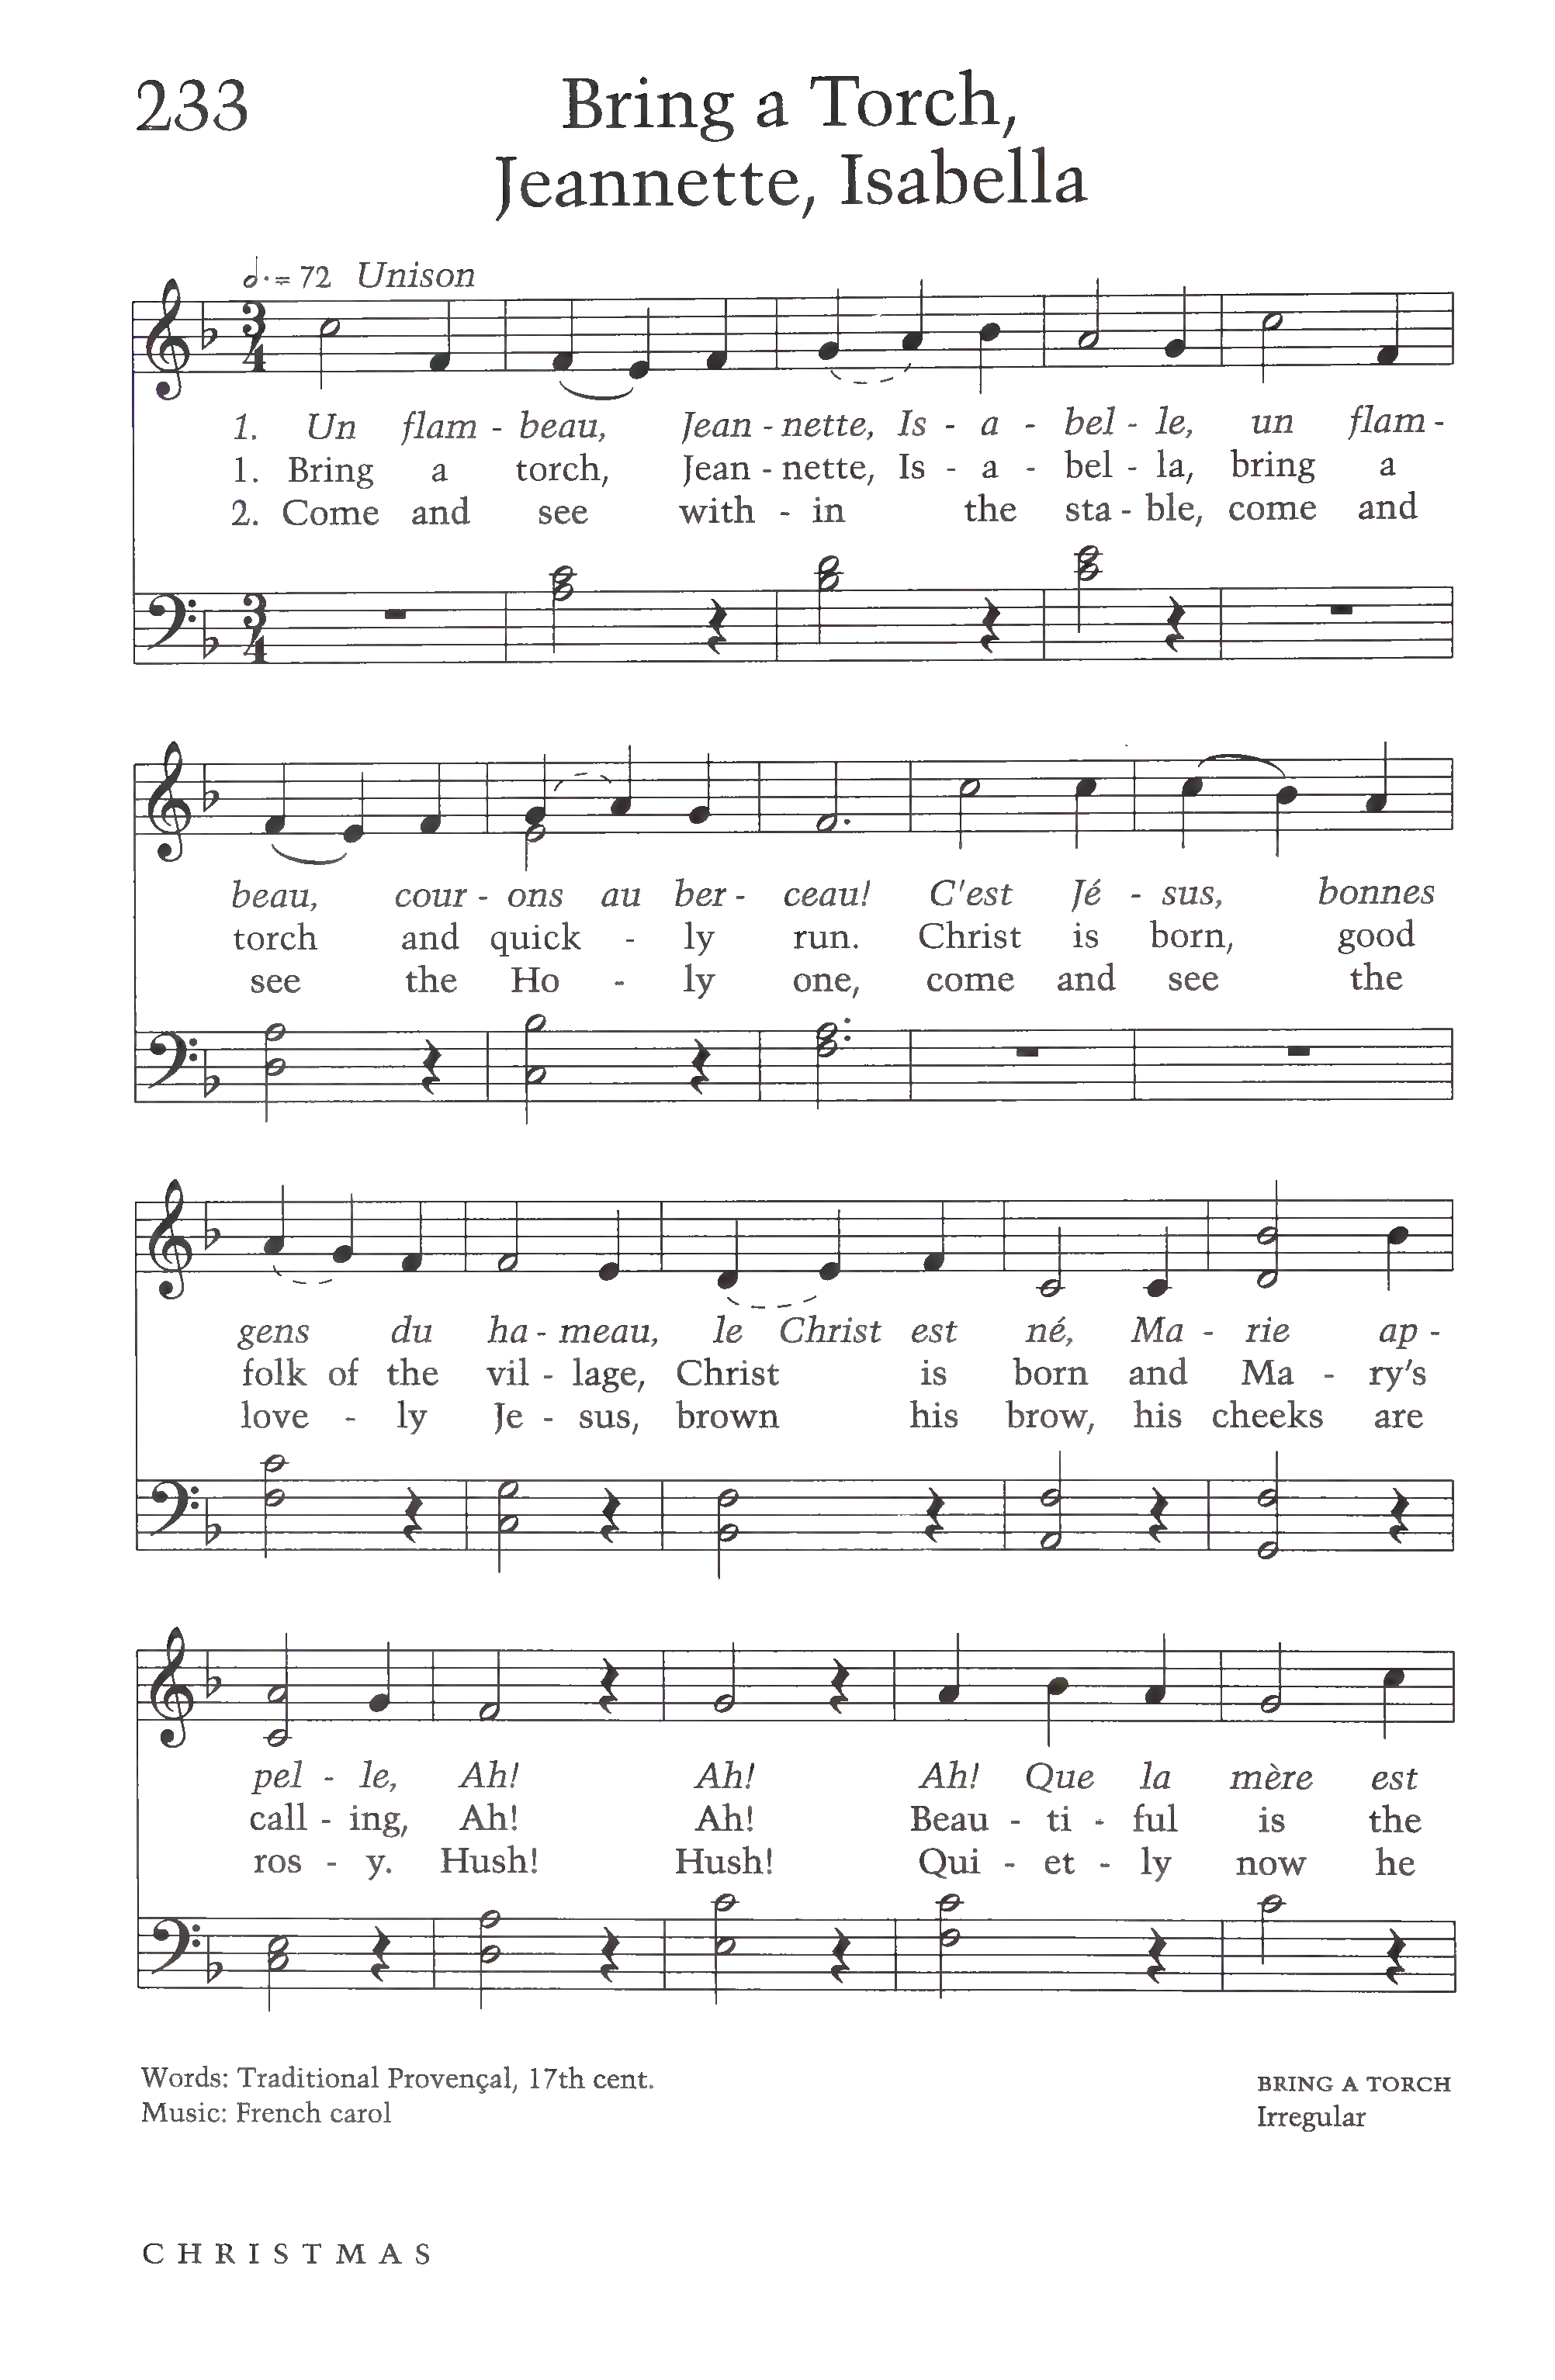 233
Bring a Torch,
Jeannette, Isabella
= 72 Unison
1. Un flam - beau, Jean - nette, Is - a - bel - le, un flam -
1. Bring a torch, Jean - nette, Is - a - bel - la, bring a
2. Come and see with - in the sta - ble, come and
beau, cour - ons au ber - ceau! C'est Jé - sus, bonnes
torch and quick - ly run. Christ is born, good
see the Ho - ly one, come and see the
gens du ha - meau, le Christ est né, Ma - rie ap -
folk of the vil - lage, Christ is born and Ma - ry's
love - ly Je - sus, brown his brow, his cheeks are
pel - le, Ah! Ah! Ah! Que la mère est
call - ing, Ah! Ah! Beau - ti - ful is the
ros - y. Hush! Hush! Qui - et - ly now he
Words: Traditional Provençal, 17th cent.
Music: French carol
BRING A TORCH
Irregular
CHRISTMAS